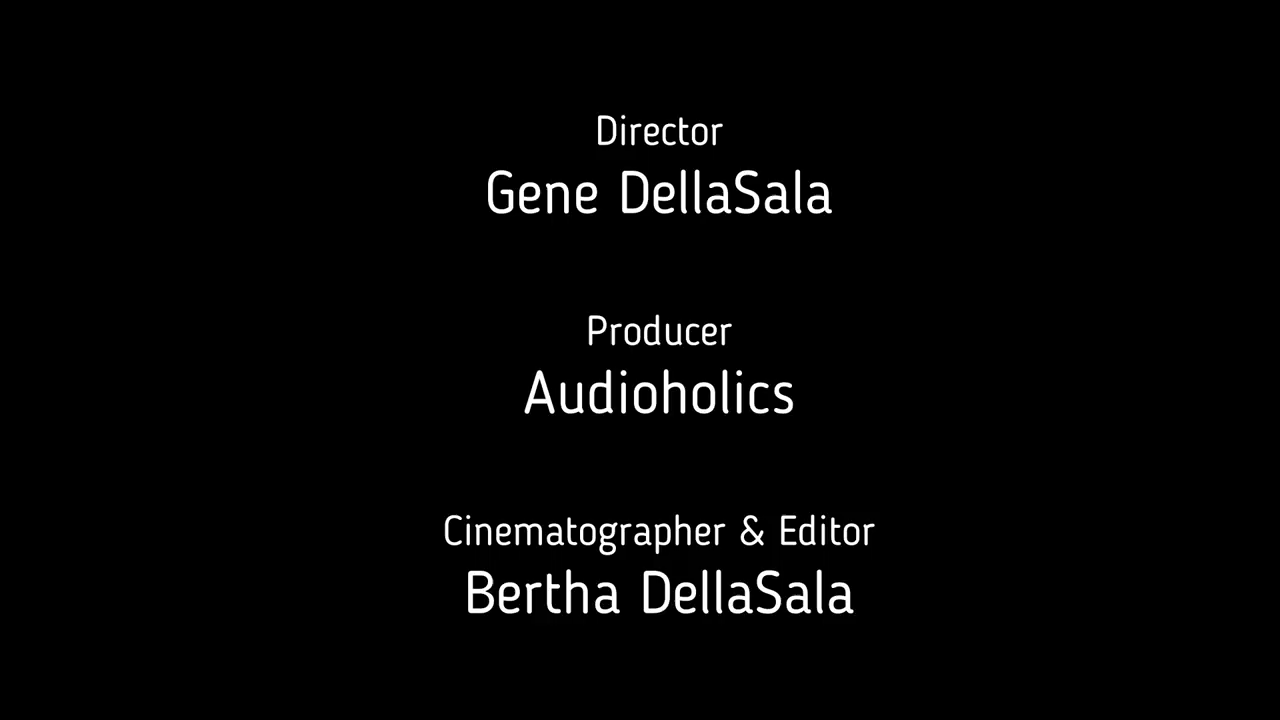 Director
Gene DellaSala
Producer
Audioholics
Cinematographer & Editor
Bertha DellaSala